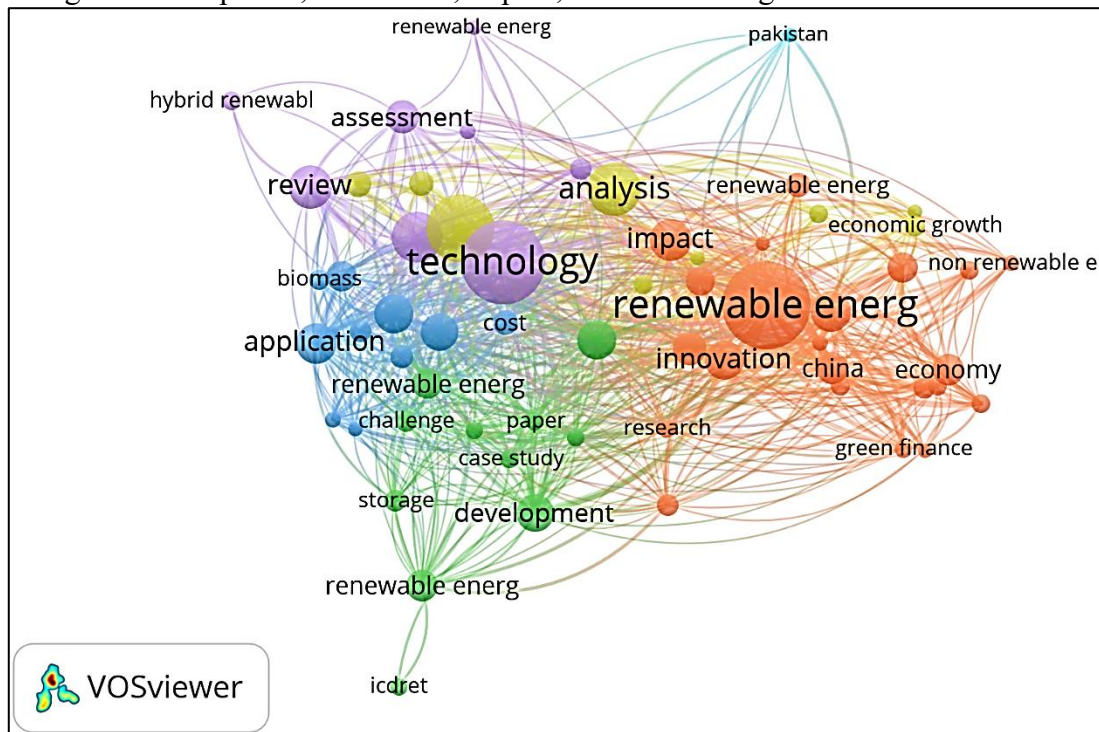 renewable energ
pakistan
hybrid renewabl
assessment
review
analysis
renewable energ
economic growth
impact
technology
non renewable e
biomass
renewable energ
cost
application
innovation
china
economy
renewable energ
challenge
paper
research
case study
green finance
storage
development
renewable energ
VOSviewer
icdret